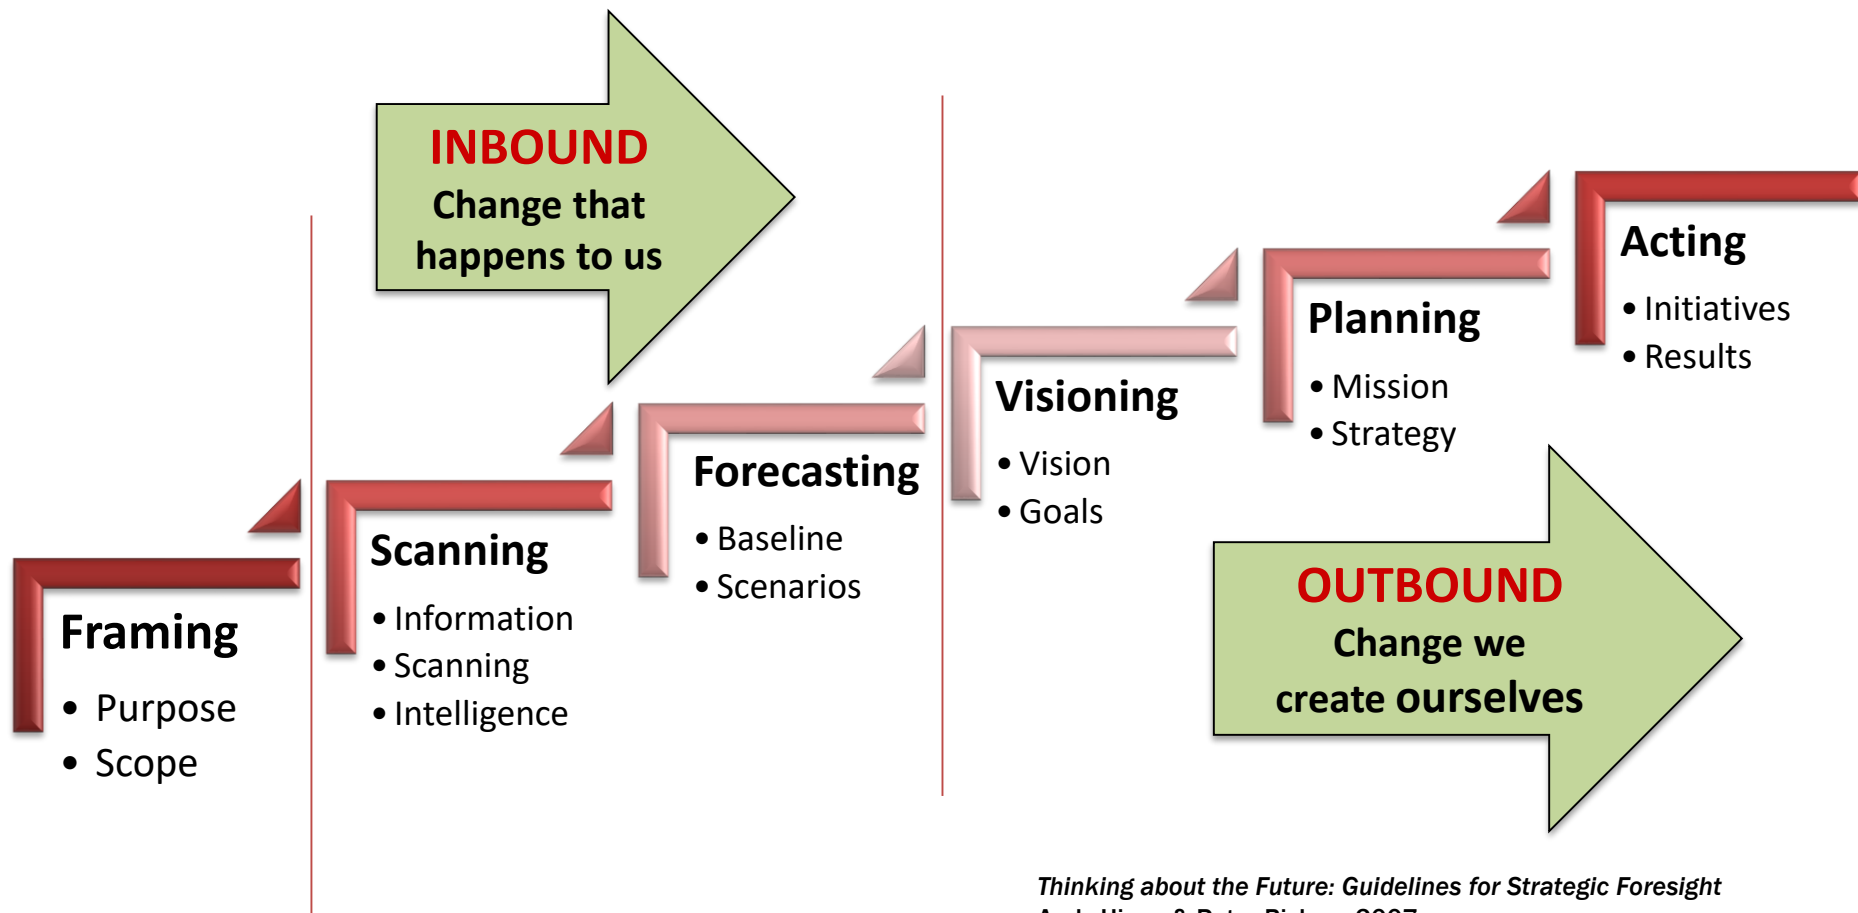 INBOUND
Change that
happens to us
Framing
• Purpose
• Scope
Scanning
• Information
• Scanning
• Intelligence
Forecasting
• Baseline
• Scenarios
Visioning
• Vision
• Goals
Planning
• Mission
• Strategy
Acting
• Initiatives
• Results
OUTBOUND
Change we
create ourselves
Thinking about the Future: Guidelines for Strategic Foresight